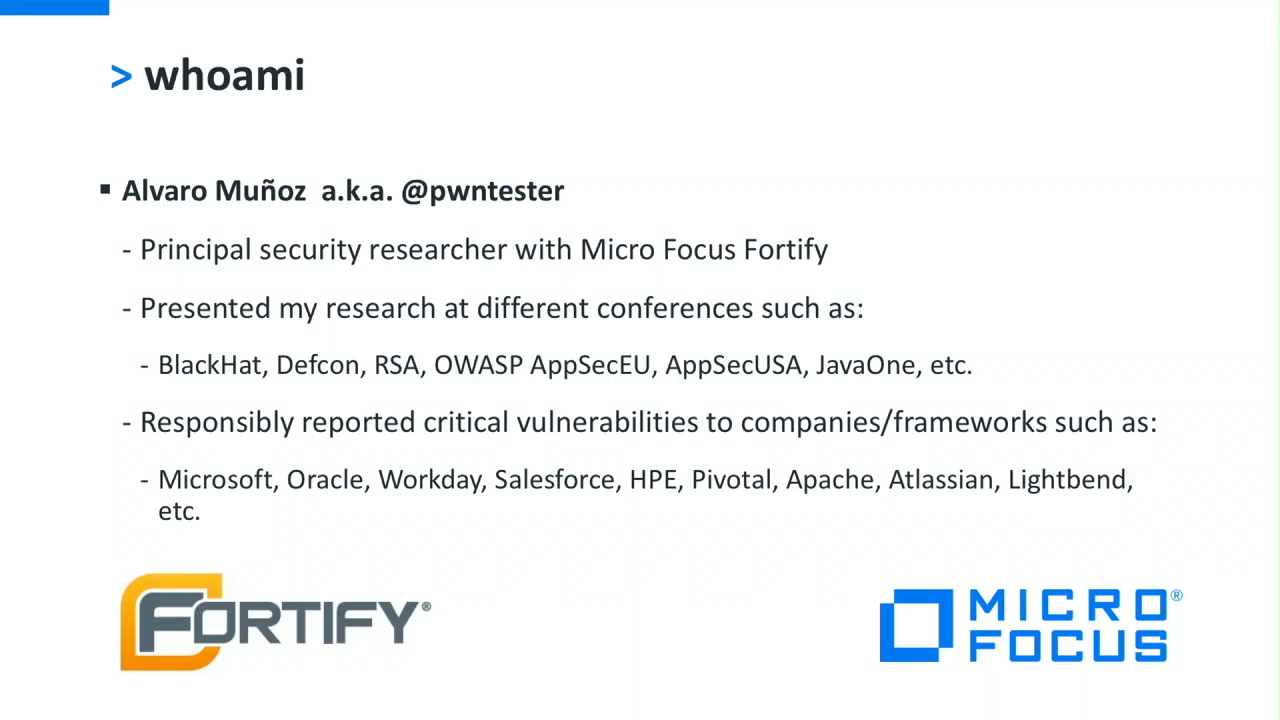 > whoami
▪ Alvaro Muñoz  a.k.a. @pwntester
- Principal security researcher with Micro Focus Fortify
- Presented my research at different conferences such as:
- BlackHat, Defcon, RSA, OWASP AppSecEU, AppSecUSA, JavaOne, etc.
- Responsibly reported critical vulnerabilities to companies/frameworks such as:
- Microsoft, Oracle, Workday, Salesforce, HPE, Pivotal, Apache, Atlassian, Lightbend,
etc.
FORTIFY®
MICRO®
FOCUS